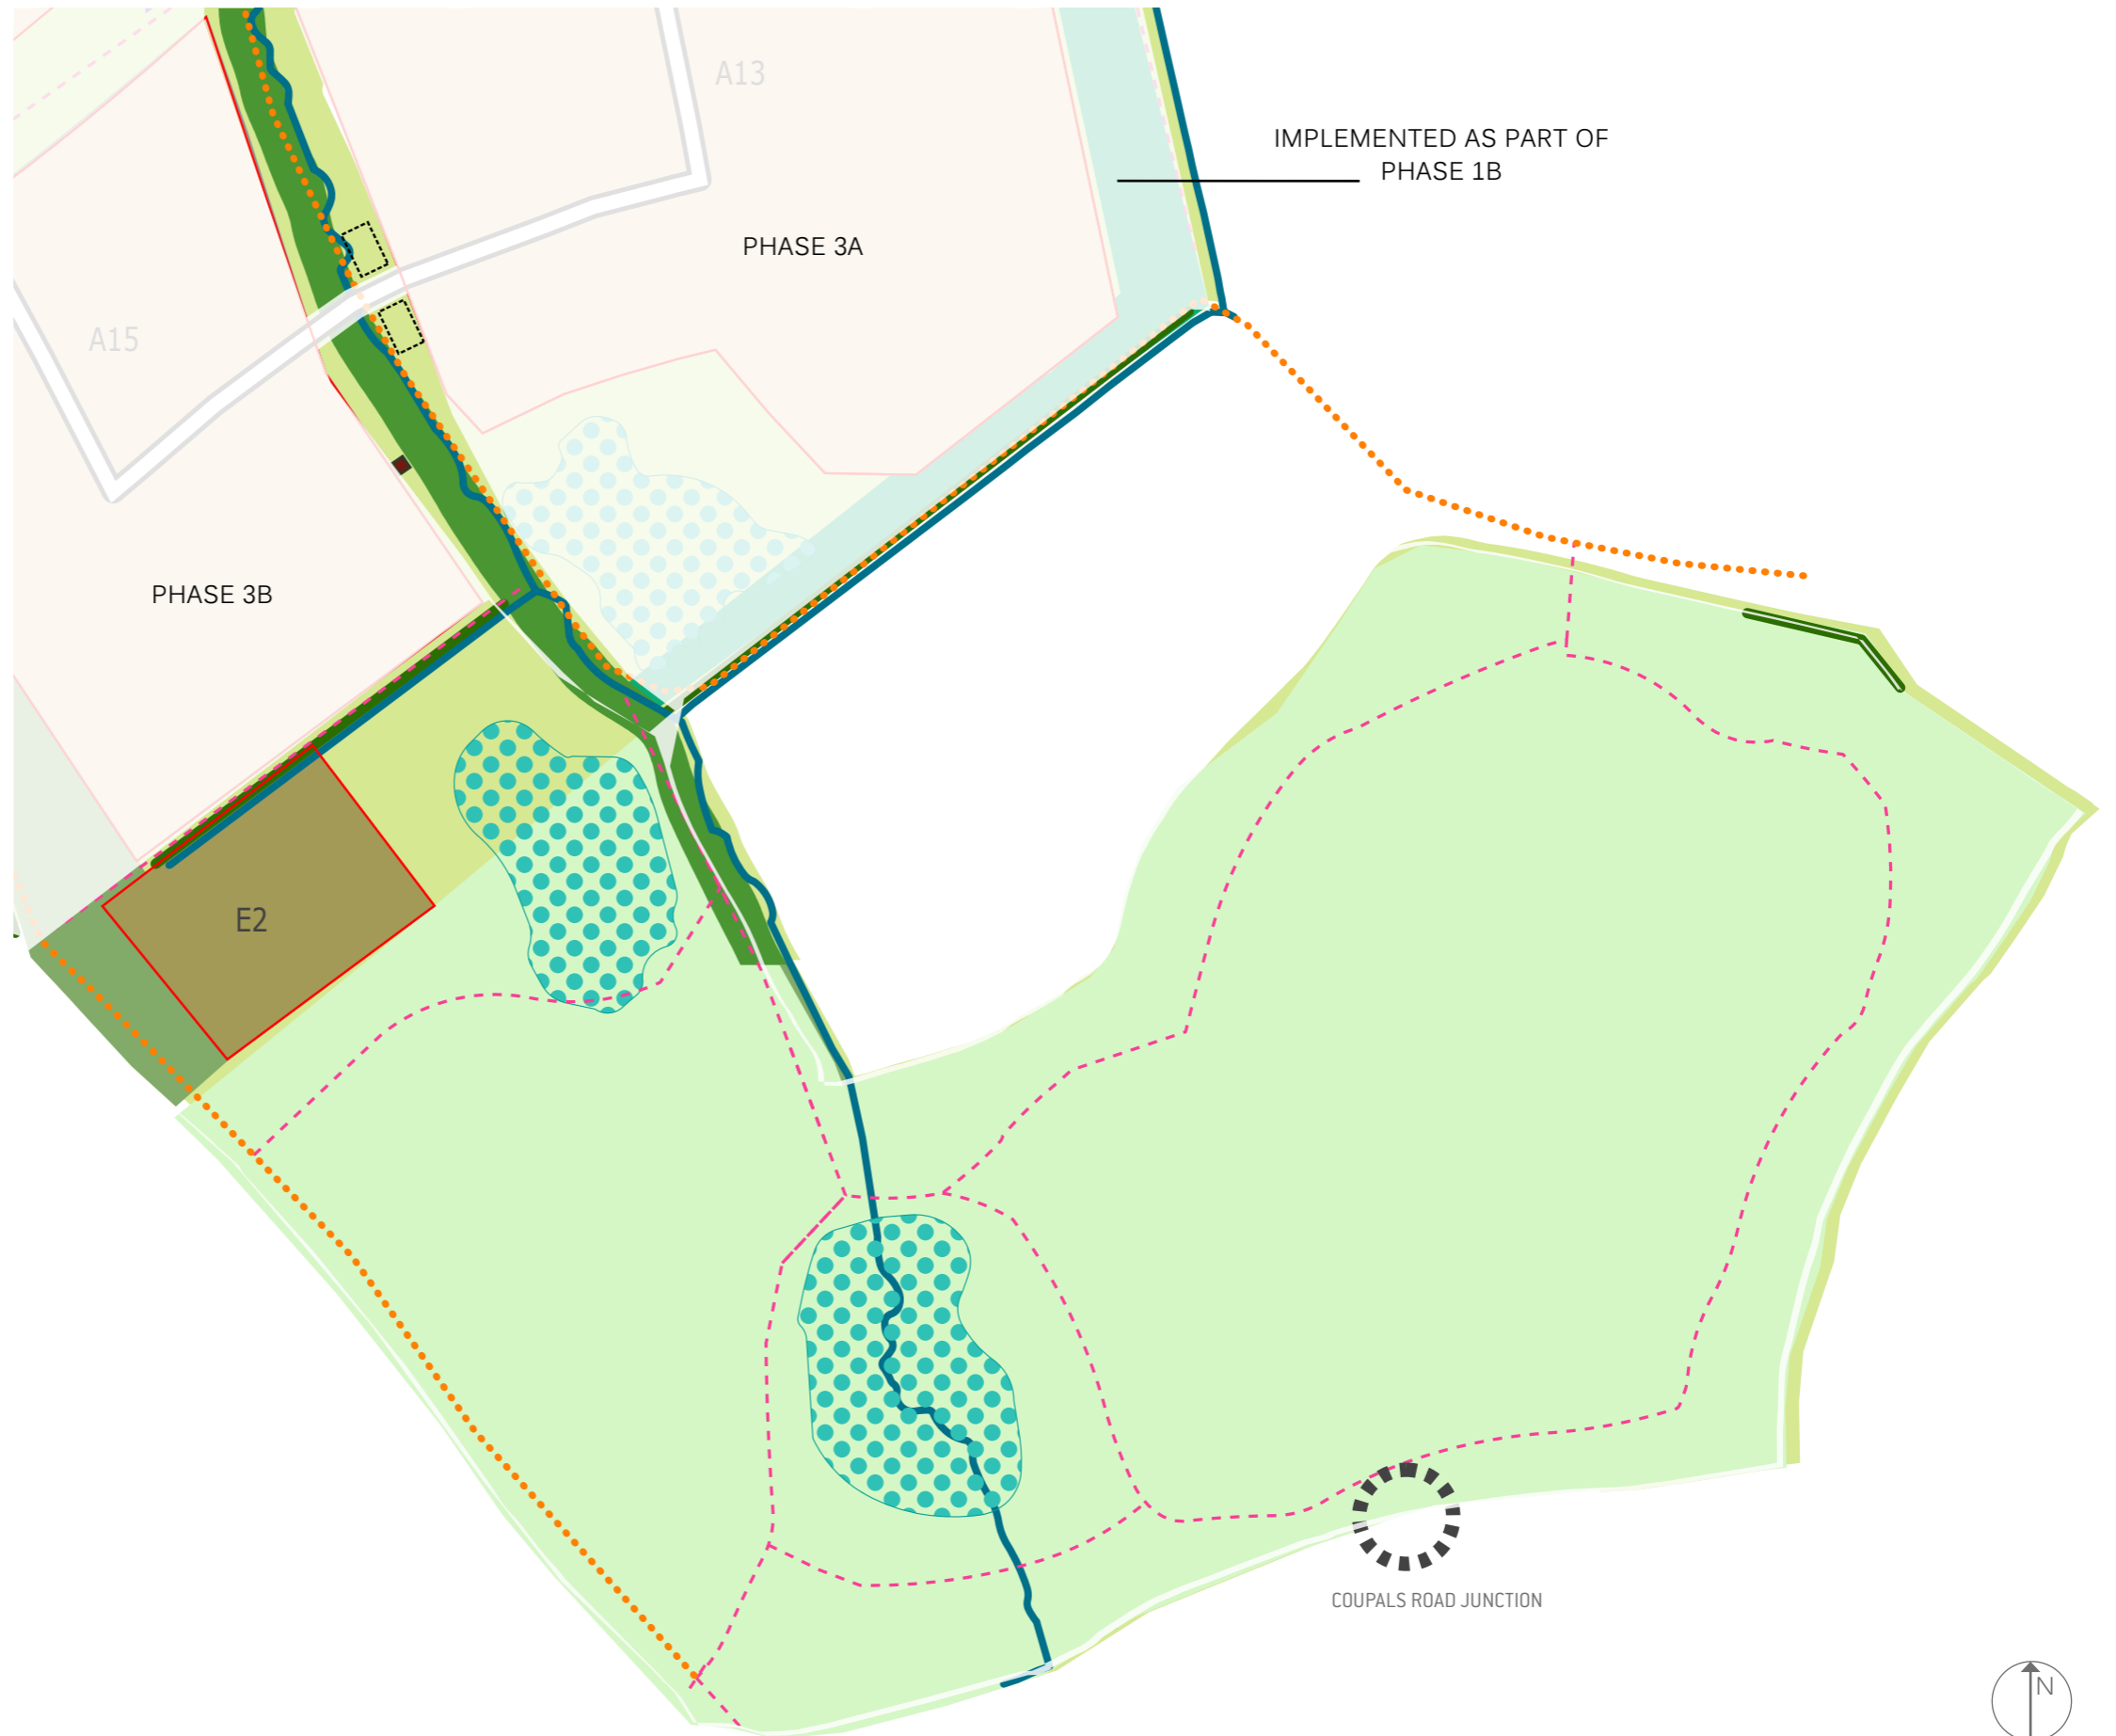 A13
IMPLEMENTED AS PART OF
PHASE 1B
PHASE 3A
A15
PHASE 3B
E2
COUPALS ROAD JUNCTION
N